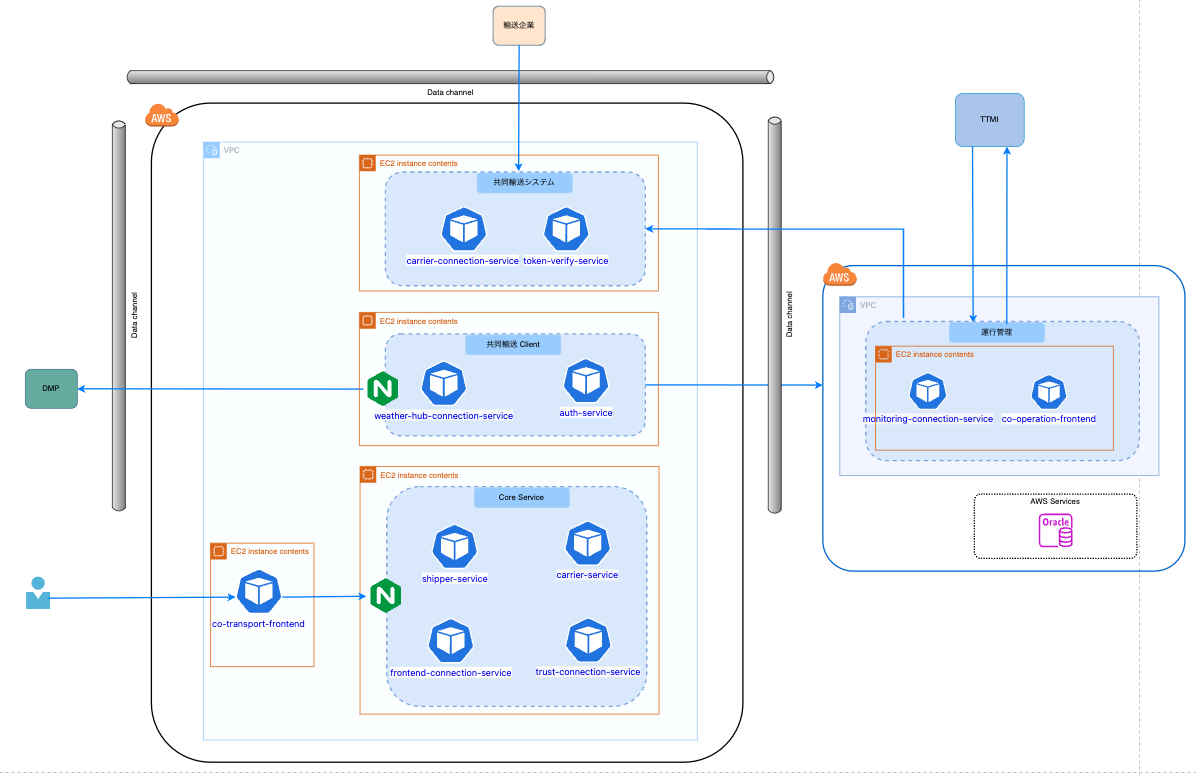 輸送企業
Data channel
AWS
VPC
EC2 instance contents
共同輸送システム
carrier-connection-service
token-verify-service
EC2 instance contents
共同輸送 Client
N
weather-hub-connection-service
auth-service
EC2 instance contents
Core Service
N
shipper-service
carrier-service
frontend-connection-service
trust-connection-service
EC2 instance contents
co-transport-frontend
Data channel
Data channel
DMP
TTMI
AWS
VPC
運行管理
EC2 instance contents
monitoring-connection-service
co-operation-frontend
AWS Services
Oracle